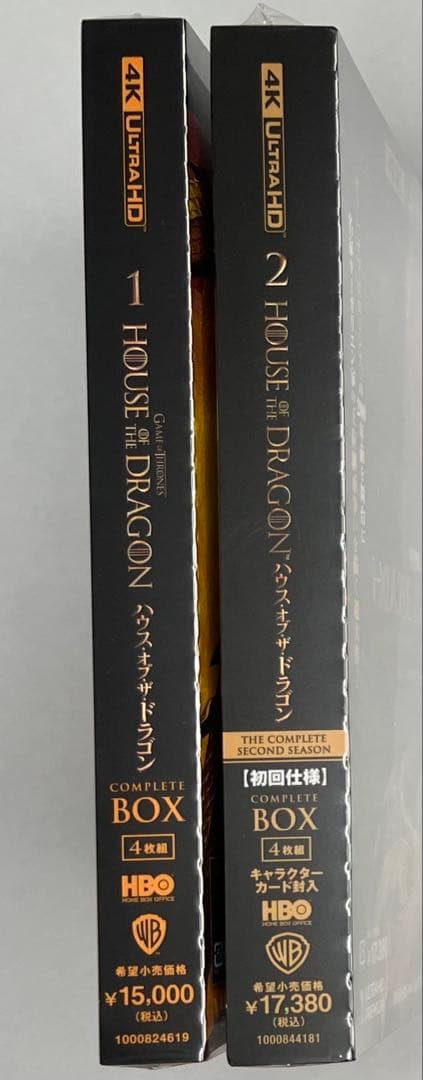 4K ULTRAHD™
1
GAME OF THRONES
HOUSE OF THE DRAGON
ハウス・オブ・ザ・ドラゴン
COMPLETE
BOX
4枚組
HBO
HOME BOX OFFICE
WB
希望小売価格
¥15,000
(税込)
1000824619
4K ULTRAHD™
2
HOUSE OF THE DRAGON™
ハウス・オブ・ザ・ドラゴン
THE COMPLETE
SECOND SEASON
【初回仕様】
COMPLETE
BOX
4枚組
キャラクター
カード封入
HBO
HOME BOX OFFICE
WB
希望小売価格
¥17,380
(税込)
1000844181